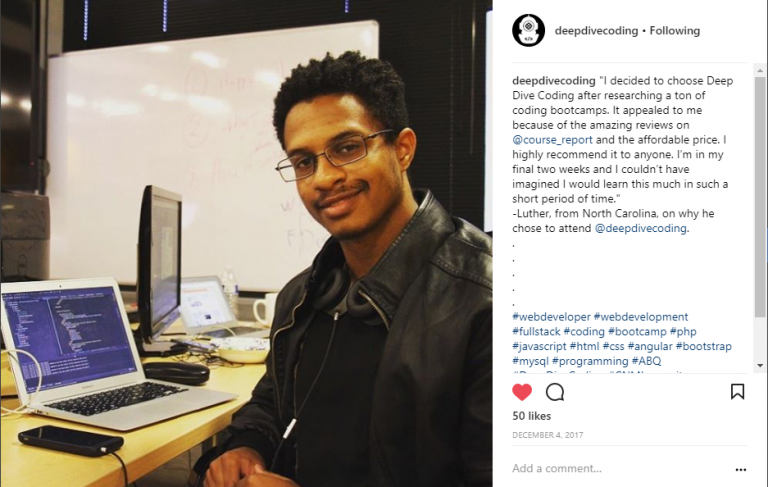 deepdivecoding • Following
deepdivecoding "I decided to choose Deep
Dive Coding after researching a ton of
coding bootcamps. It appealed to me
because of the amazing reviews on
@course_report and the affordable price. I
highly recommend it to anyone. I'm in my
final two weeks and I couldn't have
imagined I would learn this much in such a
short period of time."
-Luther, from North Carolina, on why he
chose to attend @deepdivecoding.
.
.
.
.
.
#webdeveloper #webdevelopment
#fullstack #coding #bootcamp #php
#javascript #html #css #angular #bootstrap
#mysql #programming #ABQ
50 likes
DECEMBER 4, 2017
Add a comment...